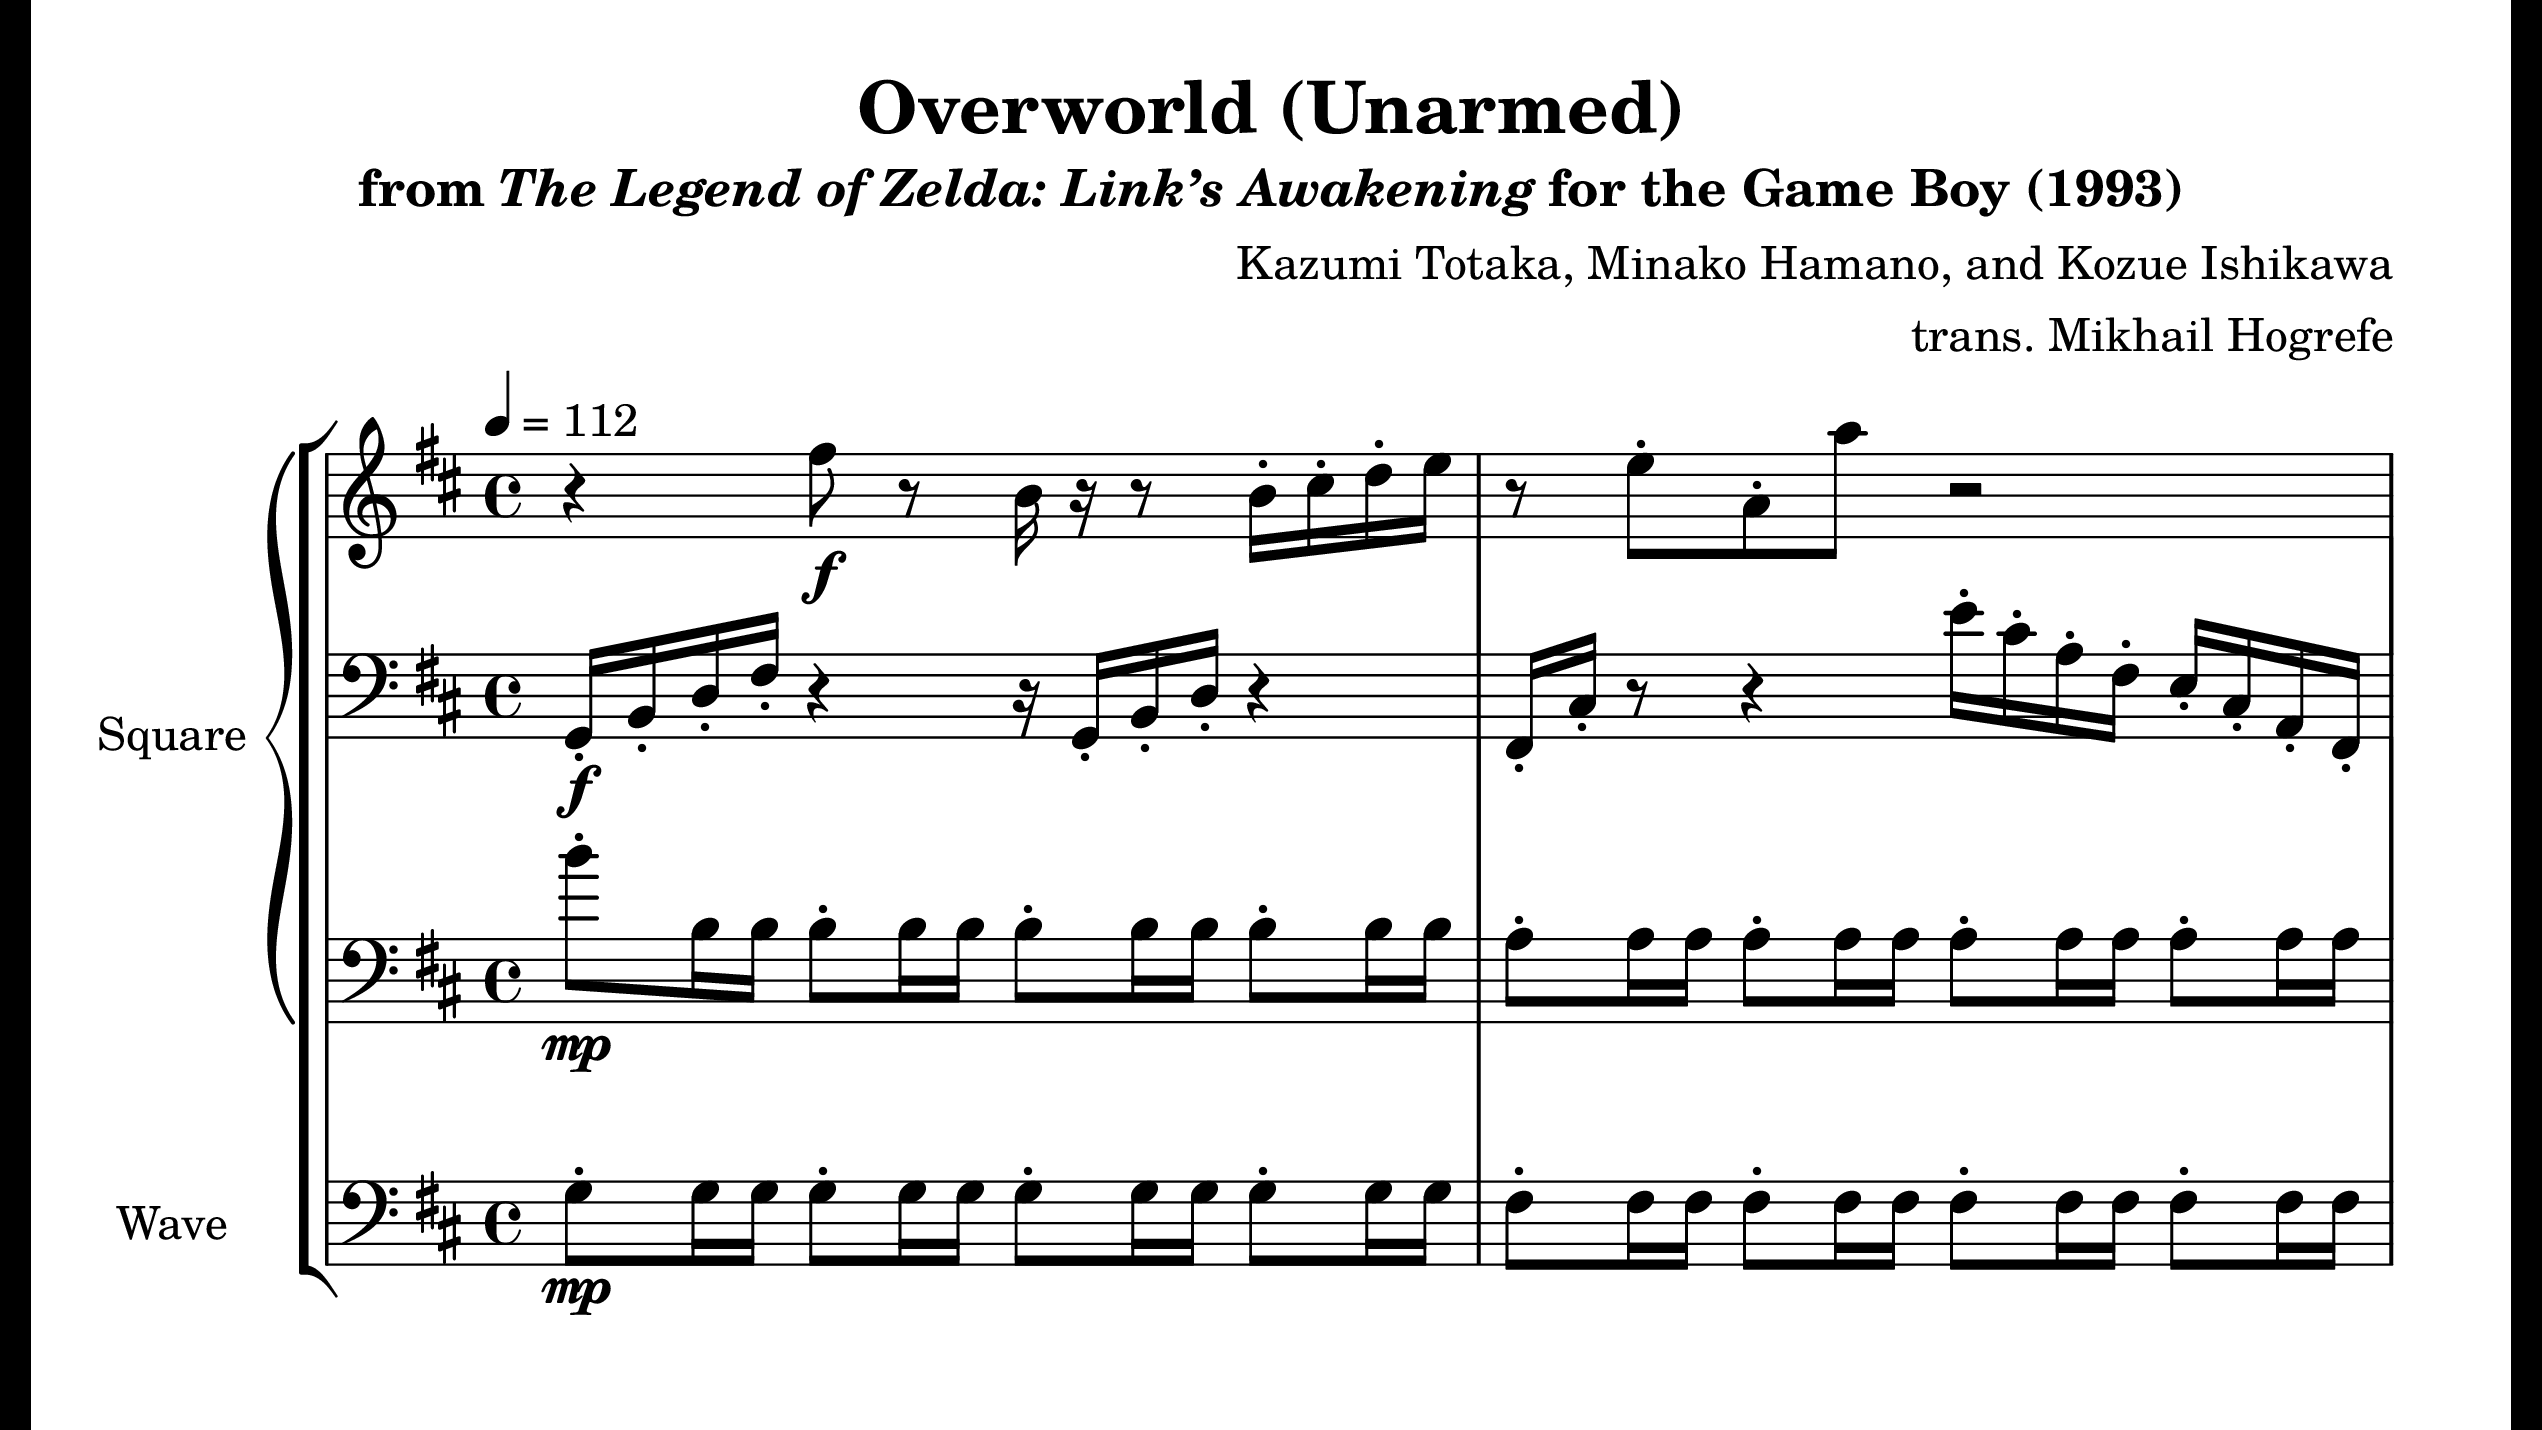 Overworld (Unarmed)
from The Legend of Zelda: Link’s Awakening for the Game Boy (1993)
Kazumi Totaka, Minako Hamano, and Kozue Ishikawa
trans. Mikhail Hogrefe
= 112
f
Square
f
mp
Wave
mp